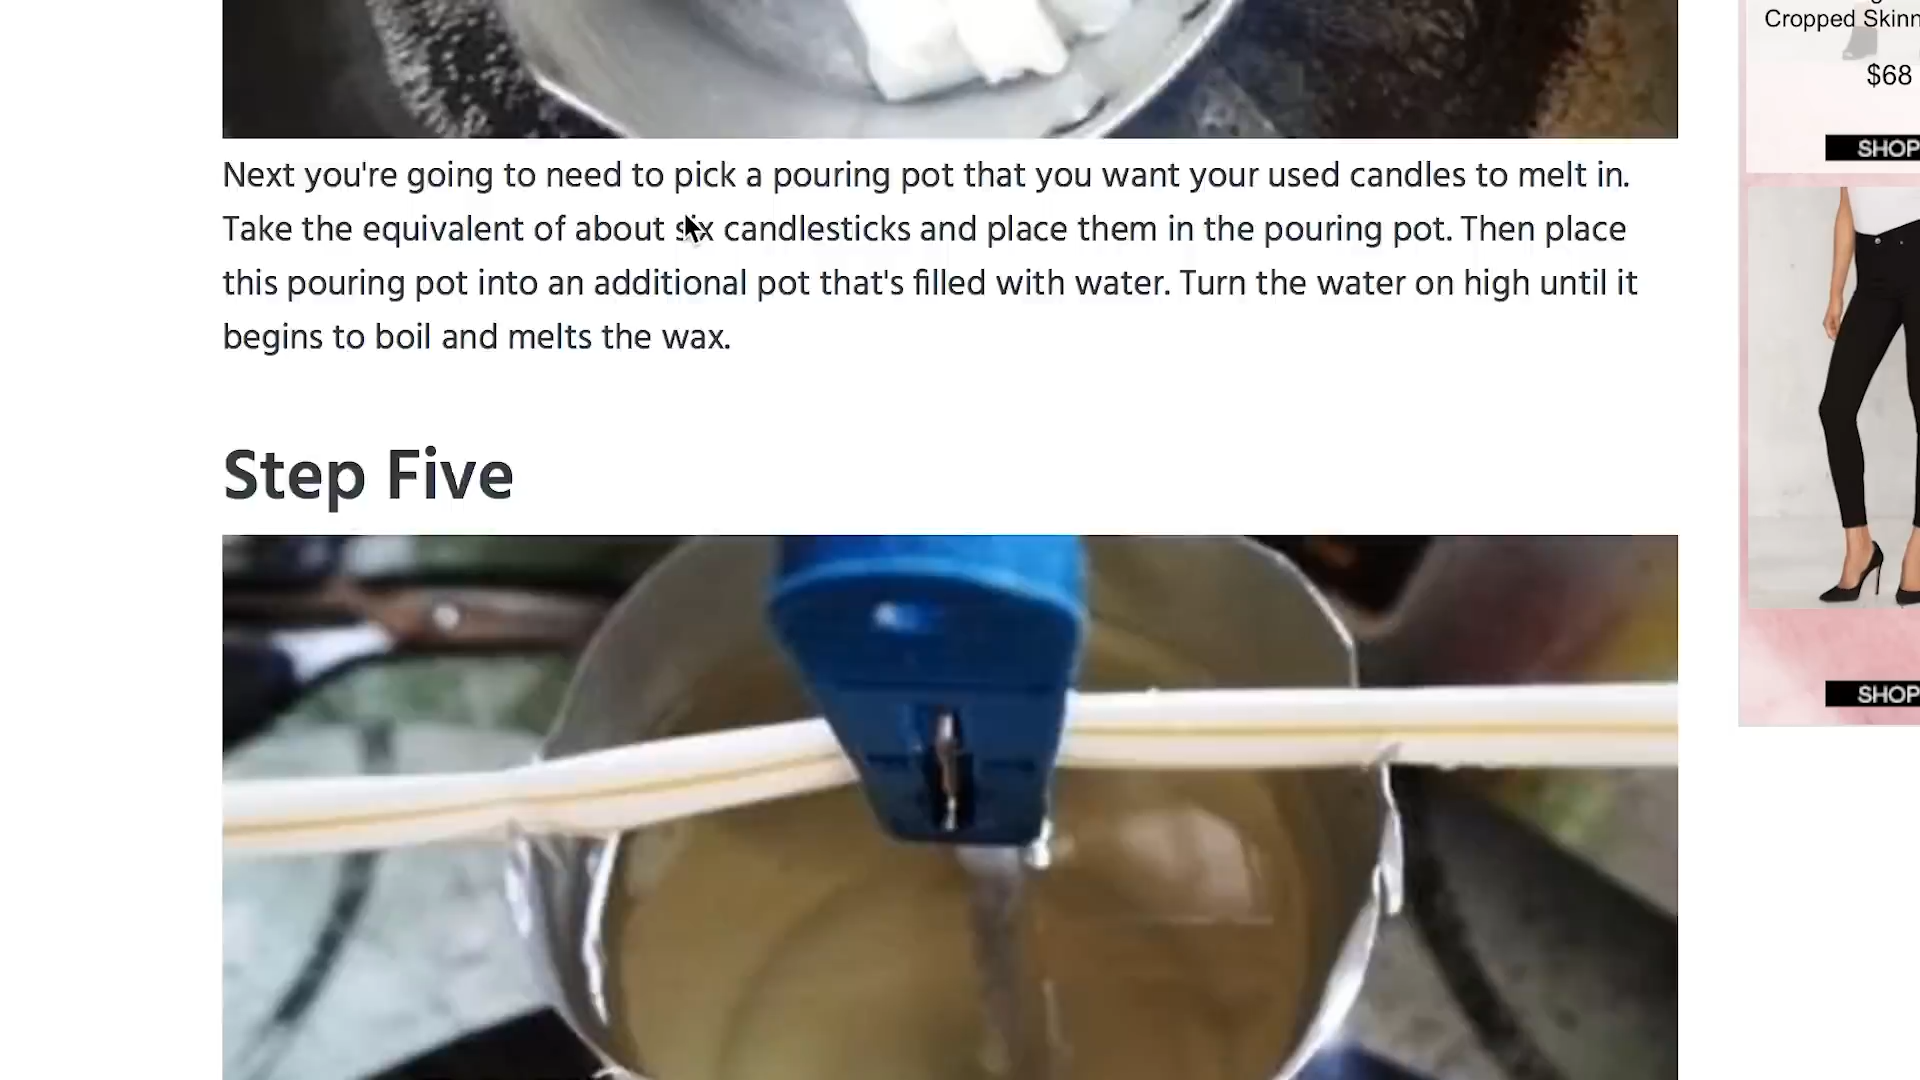 Cropped Skinn
$68
SHOP
Next you're going to need to pick a pouring pot that you want your used candles to melt in.
Take the equivalent of about six candlesticks and place them in the pouring pot. Then place
this pouring pot into an additional pot that's filled with water. Turn the water on high until it
begins to boil and melts the wax.
Step Five
SHOP